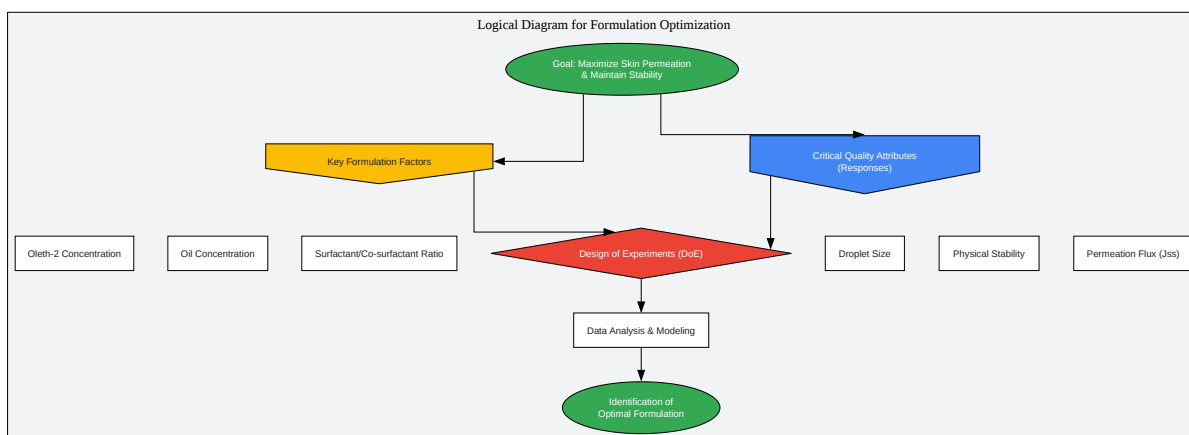 Logical Diagram for Formulation Optimization
Goal: Maximize Skin Permeation
& Maintain Stability
Key Formulation Factors
Critical Quality Attributes
(Responses)
Oleth-2 Concentration
Oil Concentration
Surfactant/Co-surfactant Ratio
Design of Experiments (DoE)
Droplet Size
Physical Stability
Permeation Flux (Jss)
Data Analysis & Modeling
Identification of
Optimal Formulation